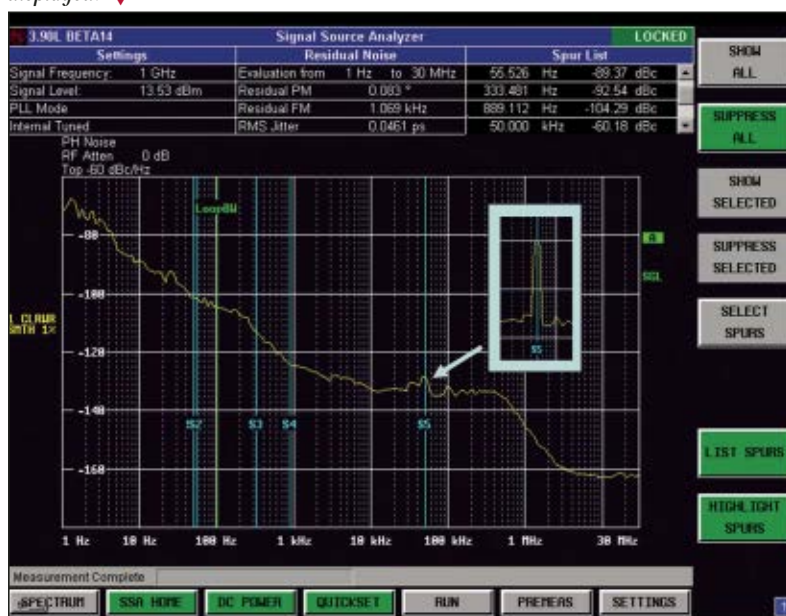 displayed.
3.90L BETA14 Signal Source Analyzer LOCKED
Settings Residual Noise Spur List
Signal Frequency: 1 GHz Evaluation from 1 Hz to 30 MHz 55.526 Hz -89.37 dBc
Signal Level: 13.53 dBm Residual PM 0.083 ° 333.481 Hz -92.54 dBc
PLL Mode Residual FM 1.069 kHz 889.112 Hz -104.29 dBc
Internal Tuned RMS Jitter 0.0461 ps 50.000 kHz -60.18 dBc
PH Noise
RF Atten 0 dB
Top -60 dBc/Hz
LoopBW
-80
A
-100
SGL
1 CLRWR
SMTH 1%
-120
S5
-140
S2 S3 S4 S5
-160
1 Hz 10 Hz 100 Hz 1 kHz 10 kHz 100 kHz 1 MHz 30 MHz
Measurement Complete
SPECTRUM SSA HOME DC POWER QUICKSET RUN PREMEAS SETTINGS
SHOW
ALL
SUPPRESS
ALL
SHOW
SELECTED
SUPPRESS
SELECTED
SELECT
SPURS
LIST SPURS
HIGHLIGHT
SPURS